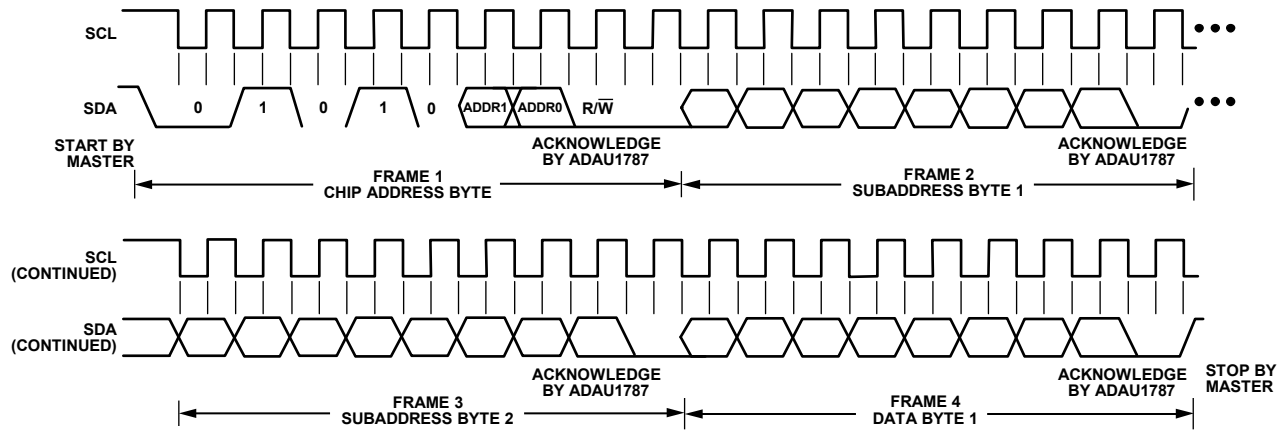 SCL
SDA
0 1 0 1 0 ADDR1 ADDR0 R/W̅
START BY
MASTER
ACKNOWLEDGE
BY ADAU1787
ACKNOWLEDGE
BY ADAU1787
FRAME 1
CHIP ADDRESS BYTE
FRAME 2
SUBADDRESS BYTE 1
SCL
(CONTINUED)
SDA
(CONTINUED)
ACKNOWLEDGE
BY ADAU1787
ACKNOWLEDGE
BY ADAU1787
STOP BY
MASTER
FRAME 3
SUBADDRESS BYTE 2
FRAME 4
DATA BYTE 1